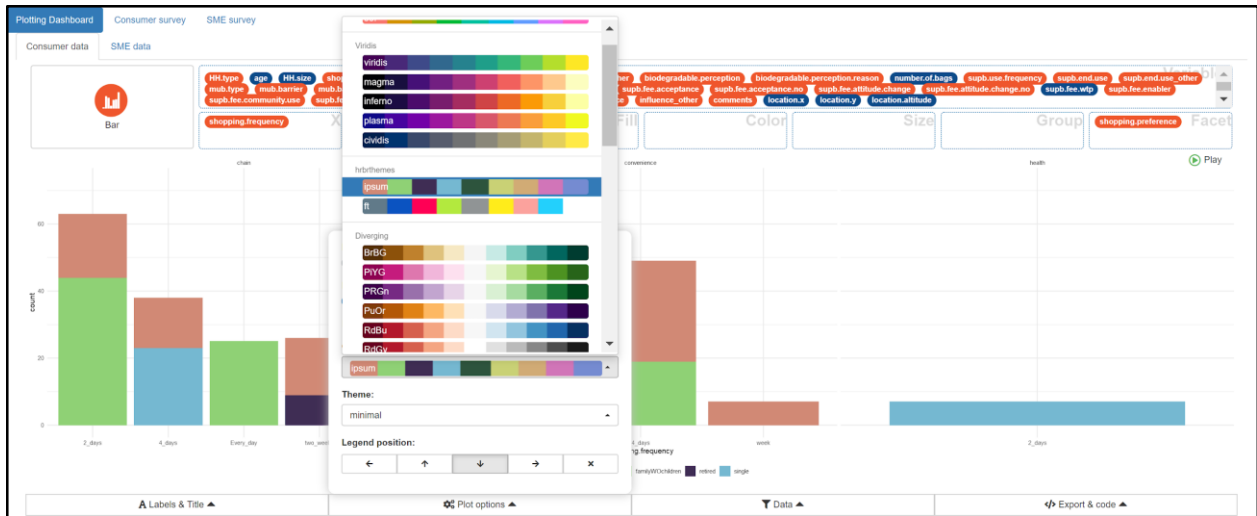 Plotting Dashboard Consumer survey SME survey
Consumer data SME data
Viridis
viridis
magma
inferno
plasma
cividis
hrbrthemes
ipsum
ft
Diverging
BrBG
PiYG
PRGn
PuOr
RdBu
RdGy
ipsum
Theme:
minimal
Legend position:
Bar
HH.type age HH.size biodegradable.perception biodegradable.perception.reason number.of.bags supb.use.frequency supb.end.use supb.end.use_other
mub.type mub.barrier supb.fee.acceptance supb.fee.acceptance.no supb.fee.attitude.change supb.fee.attitude.change.no supb.fee.wtp supb.fee.enabler
supb.fee.community.use influence_other comments location.x location.y location.altitude
shopping.frequency X Fill Color Size Group shopping.preference Facet
Play
chain convenience health
60
40
20
0
count
2_days 4_days Every_day week 2_days
familyWOchildren retired single
A Labels & Title Plot options Data </> Export & code